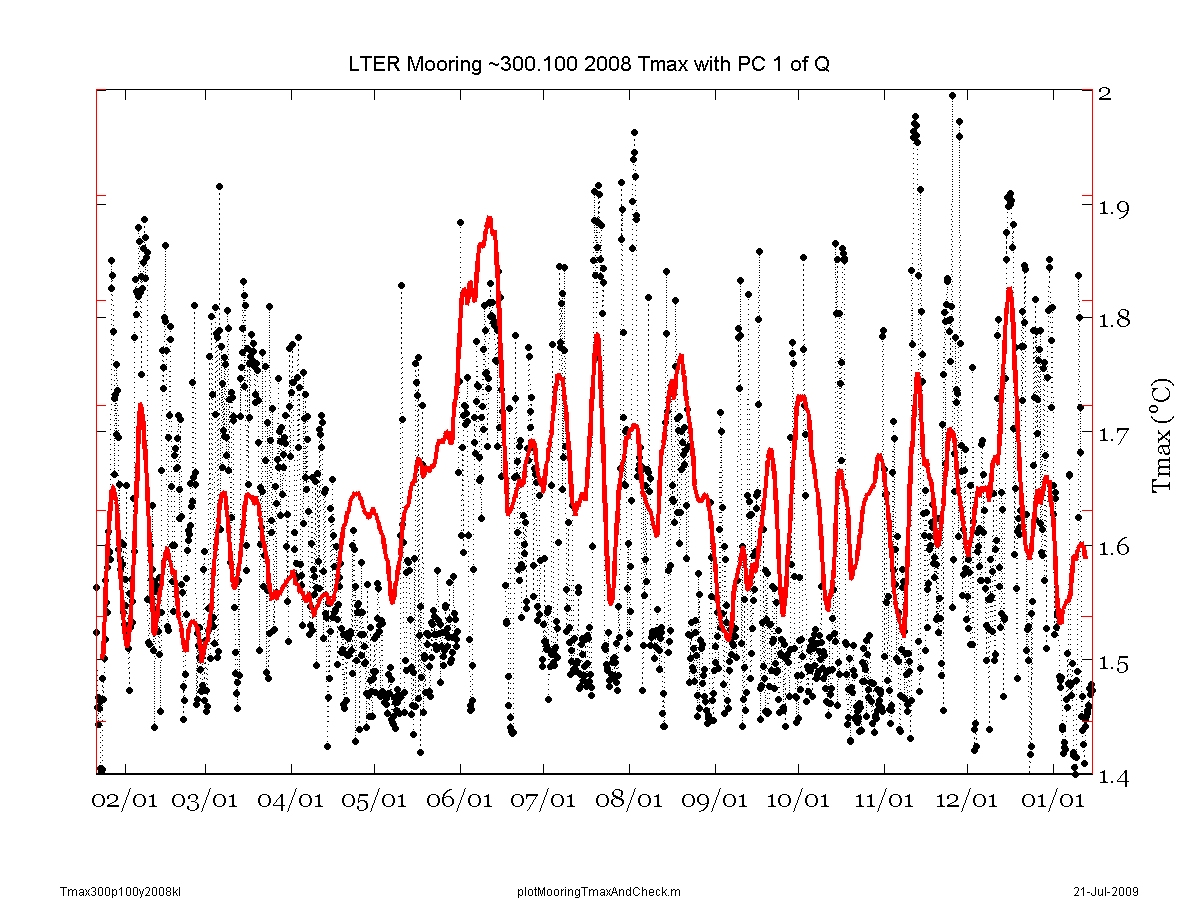 LTER Mooring ~300.100 2008 Tmax with PC 1 of Q
2
1.9
1.8
1.7
1.6
1.5
1.4
Tmax (°C)
02/01 03/01 04/01 05/01 06/01 07/01 08/01 09/01 10/01 11/01 12/01 01/01
Tmax300p100y2008kl plotMooringTmaxAndCheck.m 21-Jul-2009